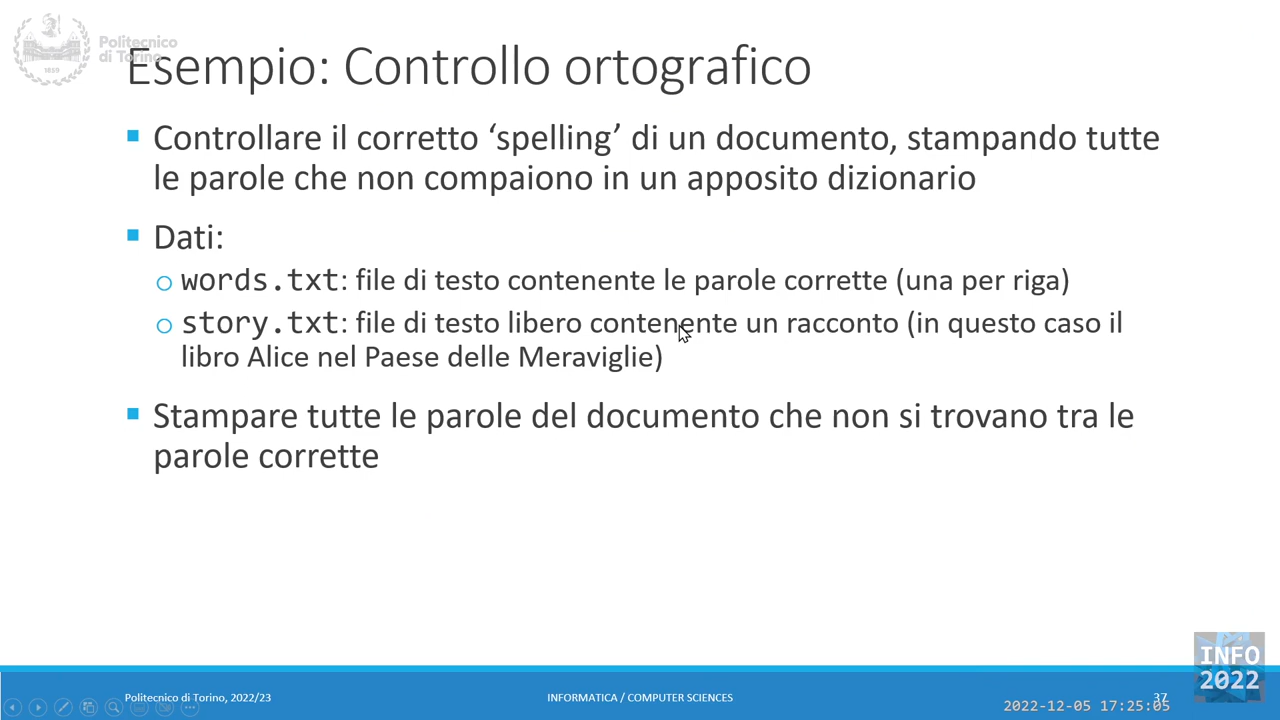 Politecnico
di Torino
1859
Esempio: Controllo ortografico
Controllare il corretto ‘spelling’ di un documento, stampando tutte
le parole che non compaiono in un apposito dizionario
Dati:
words.txt: file di testo contenente le parole corrette (una per riga)
story.txt: file di testo libero contenente un racconto (in questo caso il
libro Alice nel Paese delle Meraviglie)
Stampare tutte le parole del documento che non si trovano tra le
parole corrette
Politecnico di Torino, 2022/23
INFORMATICA / COMPUTER SCIENCES
37
2022-12-05 17:25:05
INFO
2022